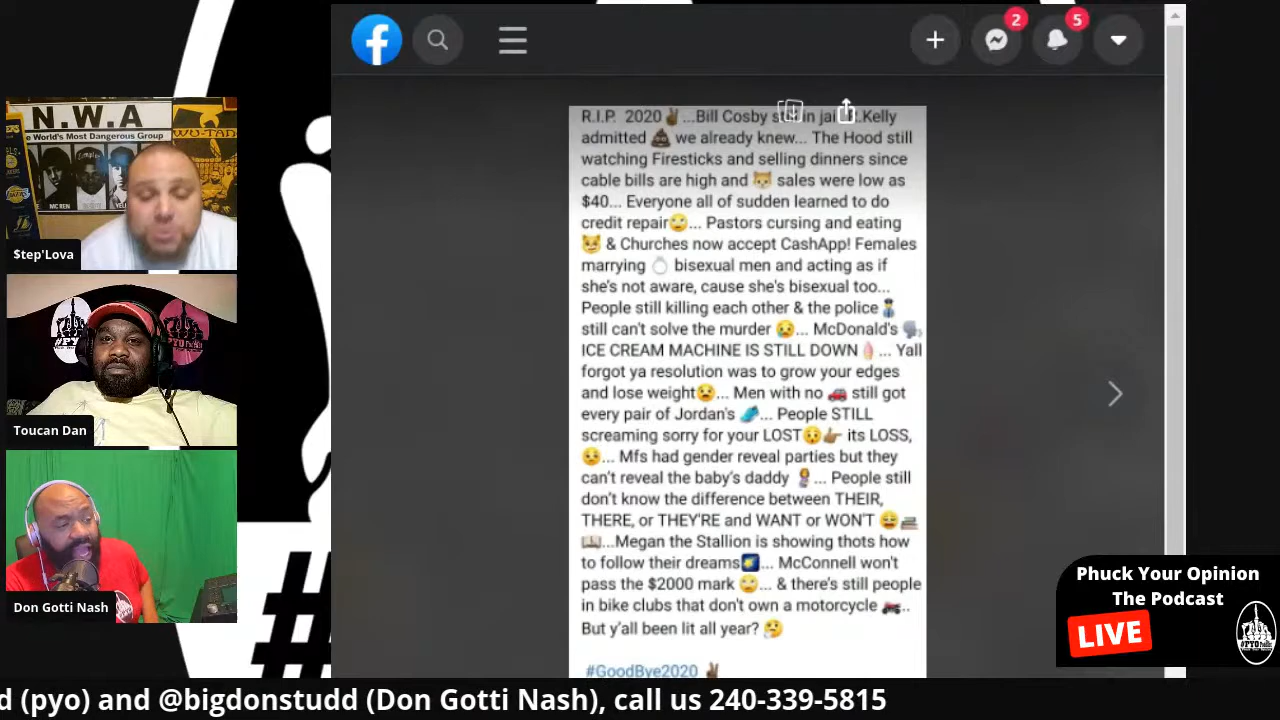 N.W.A
World's Most Dangerous Group
WU-TAN
MC REN
$tep'Lova
#PYO
Toucan Dan
Don Gotti Nash
2
5
R.I.P. 2020✌🏾...Bill Cosby in Kelly
admitted 💩 we already knew... The Hood still
watching Firesticks and selling dinners since
cable bills are high and 🐱 sales were low as
$40... Everyone all of sudden learned to do
credit repair🙄... Pastors cursing and eating
😼 & Churches now accept CashApp! Females
marrying 💍 bisexual men and acting as if
she's not aware, cause she's bisexual too...
People still killing each other & the police👮
still can't solve the murder 😢... McDonald's 🗣
ICE CREAM MACHINE IS STILL DOWN🍦... Yall
forgot ya resolution was to grow your edges
and lose weight😧... Men with no 🚗 still got
every pair of Jordan's 👟... People STILL
screaming sorry for your LOST😯👉🏾 its LOSS,
😟... Mfs had gender reveal parties but they
can't reveal the baby's daddy 🤱... People still
don't know the difference between THEIR,
THERE, or THEY'RE and WANT or WON'T 😩📚
📖...Megan the Stallion is showing thots how
to follow their dreams🌠... McConnell won't
pass the $2000 mark 🙄... & there's still people
in bike clubs that don't own a motorcycle 🏍..
But y'all been lit all year? 🤔
#GoodBye2020 ✌🏾
Phuck Your Opinion
The Podcast
LIVE
#
d (pyo) and @bigdonstudd (Don Gotti Nash), call us 240-339-5815